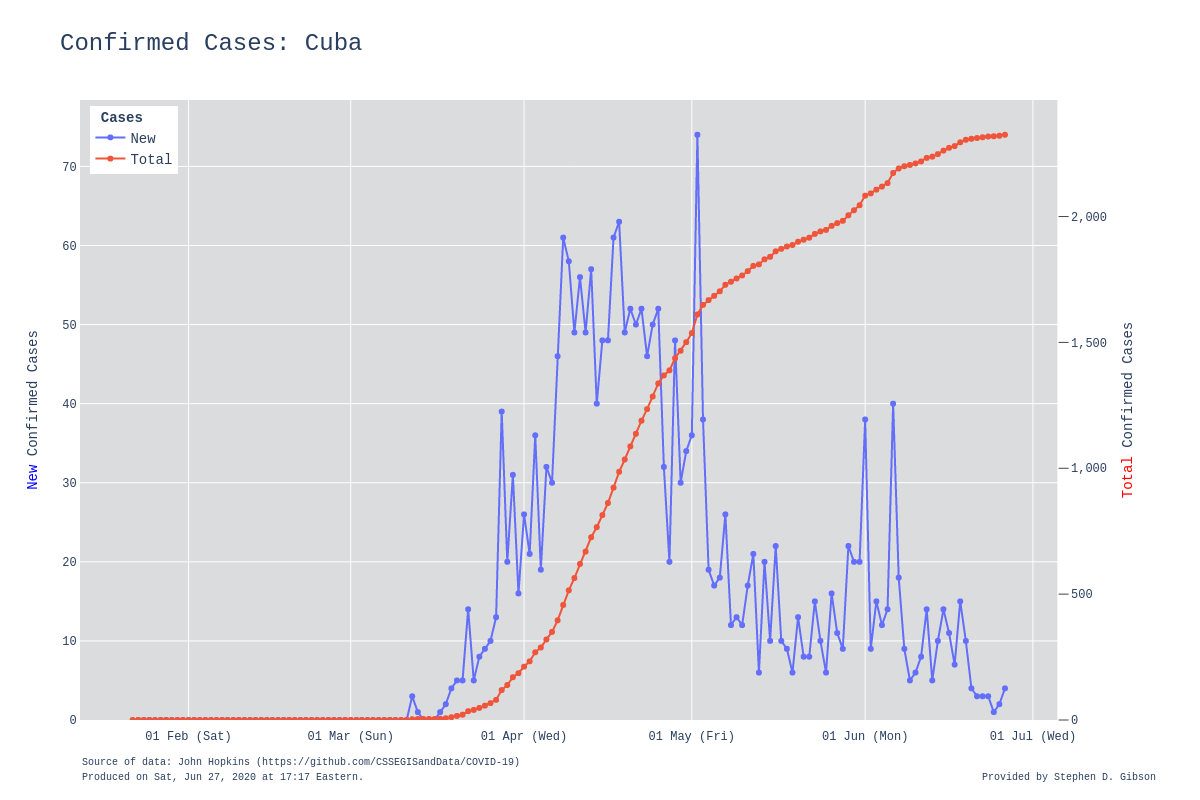 Confirmed Cases: Cuba
Cases
New
Total
70
60
50
40
30
20
10
0
2,000
1,500
1,000
500
0
New Confirmed Cases
Total Confirmed Cases
01 Feb (Sat)
01 Mar (Sun)
01 Apr (Wed)
01 May (Fri)
01 Jun (Mon)
01 Jul (Wed)
Source of data: John Hopkins (https://github.com/CSSEGISandData/COVID-19)
Produced on Sat, Jun 27, 2020 at 17:17 Eastern.
Provided by Stephen D. Gibson